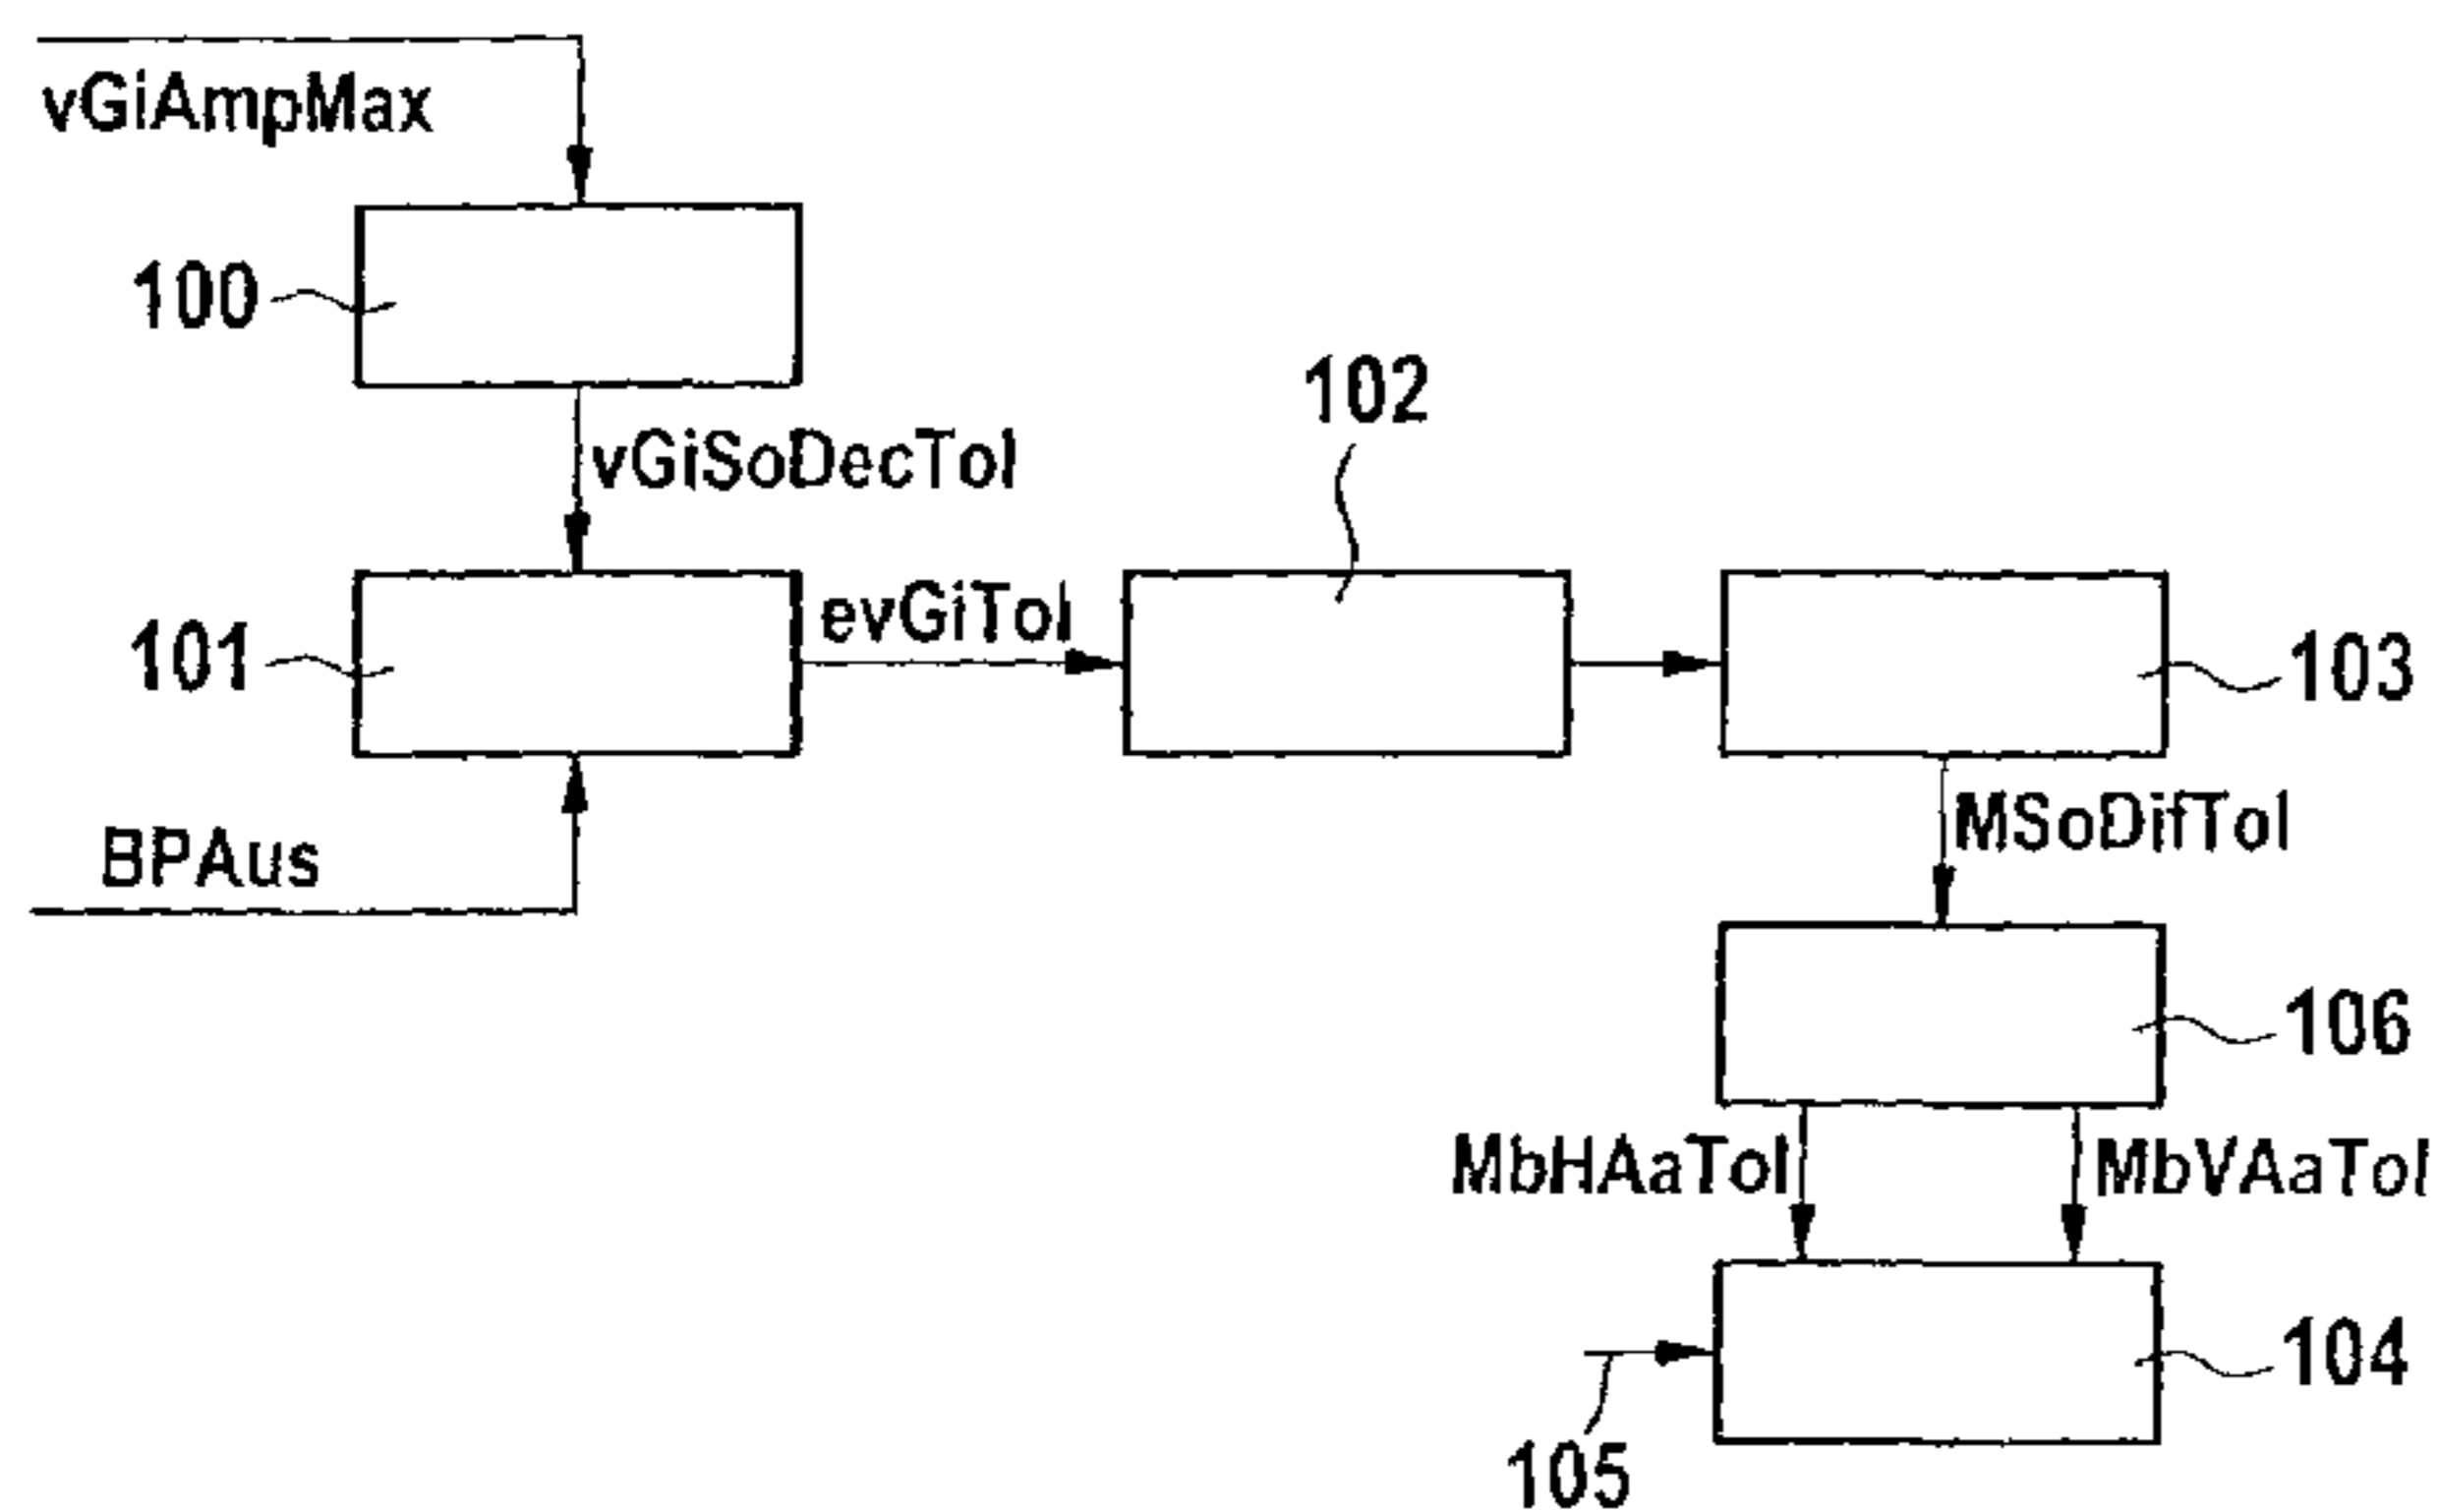 vGiAmpMax
100
vGiSoDecTol
102
evGiTol
101
103
BPAus
MSoDifTol
106
MbHAaTol
MbVAaTol
104
105